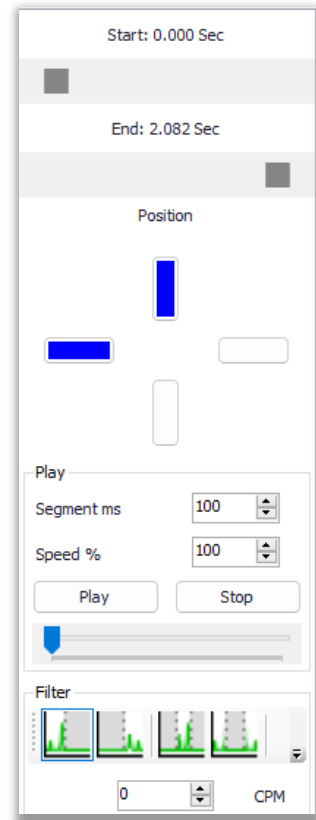 Start: 0.000 Sec
End: 2.082 Sec
Position
Play
Segment ms 100
Speed % 100
Play Stop
Filter
0 CPM